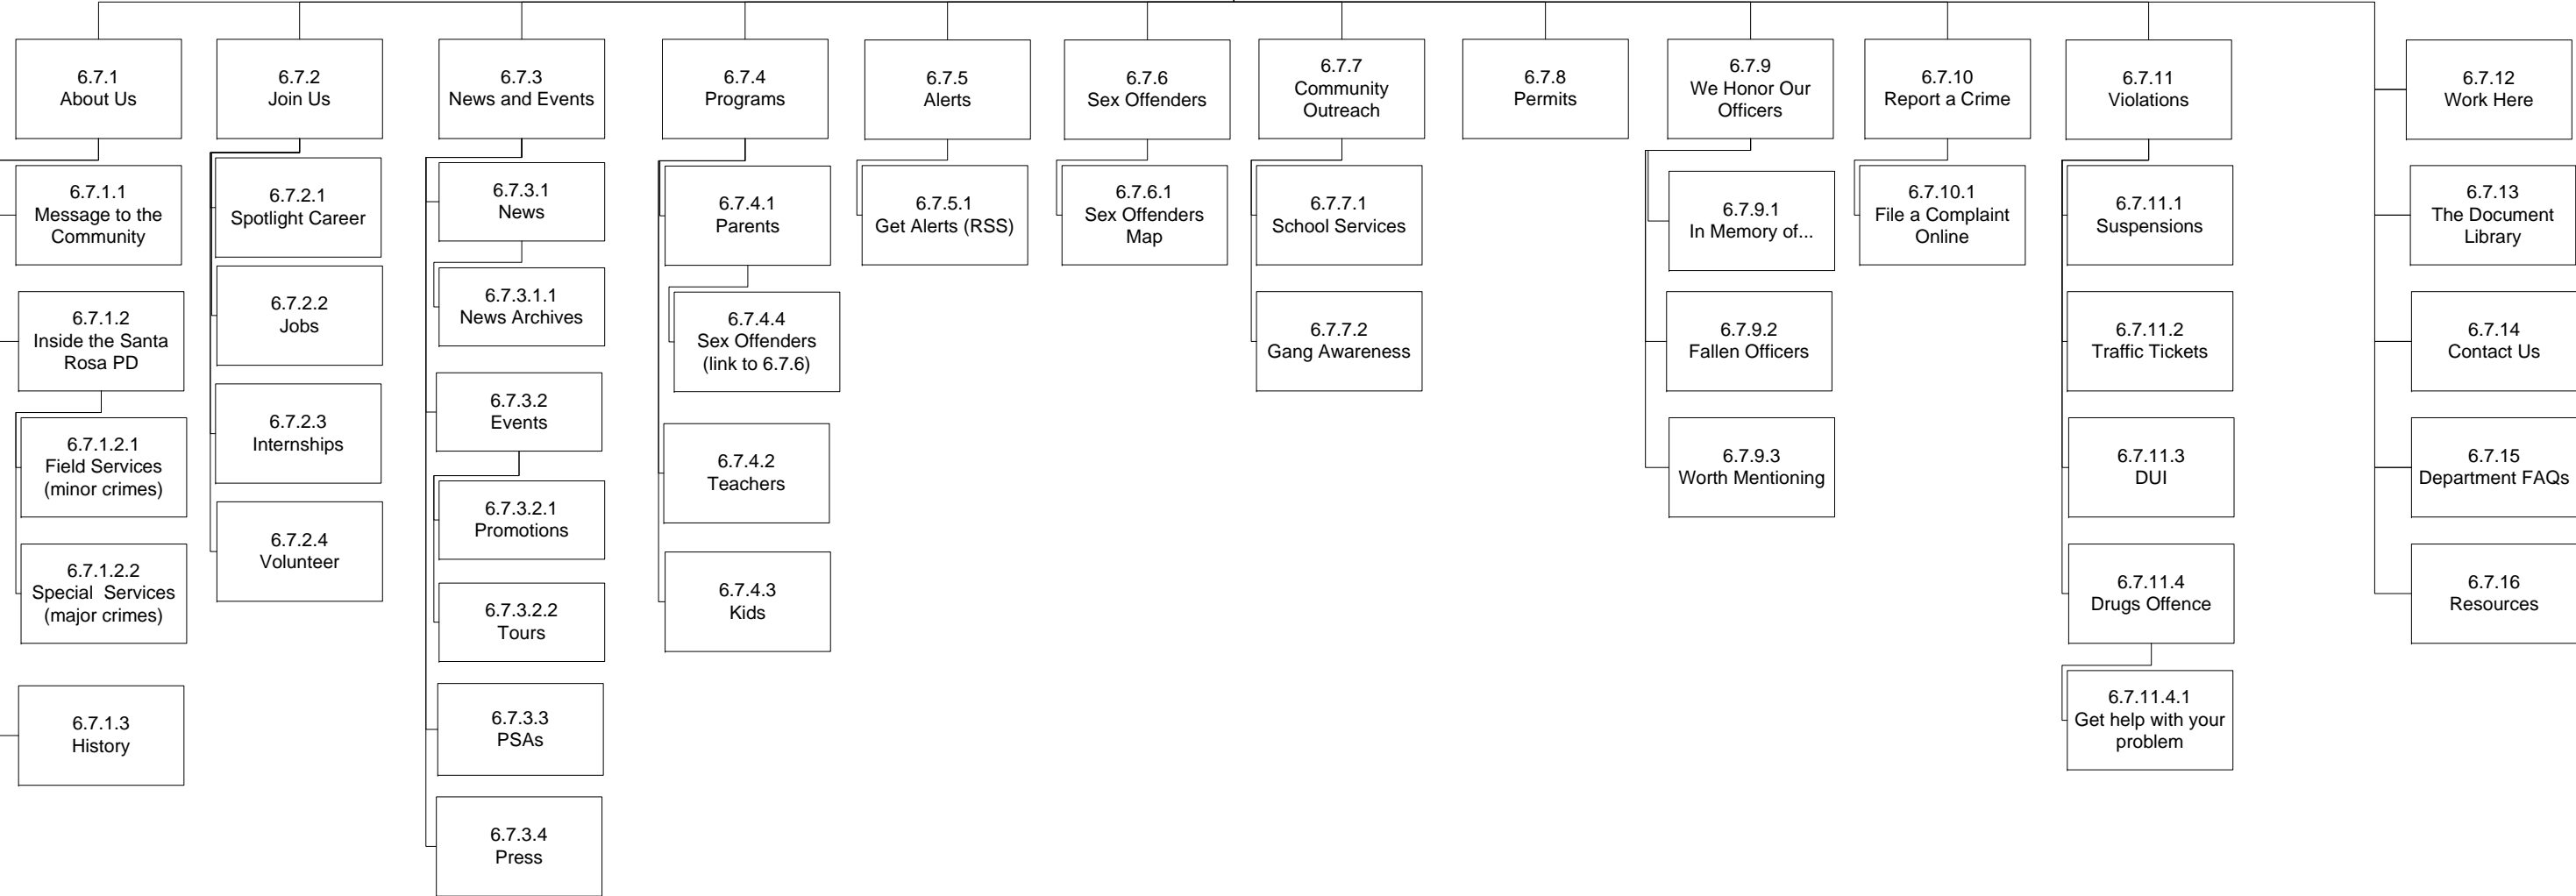 6.7.1
About Us
6.7.1.1
Message to the
Community
6.7.1.2
Inside the Santa
Rosa PD
6.7.1.2.1
Field Services
(minor crimes)
6.7.1.2.2
Special  Services
(major crimes)
6.7.1.3
History
6.7.2
Join Us
6.7.2.1
Spotlight Career
6.7.2.2
Jobs
6.7.2.3
Internships
6.7.2.4
Volunteer
6.7.3
News and Events
6.7.3.1
News
6.7.3.1.1
News Archives
6.7.3.2
Events
6.7.3.2.1
Promotions
6.7.3.2.2
Tours
6.7.3.3
PSAs
6.7.3.4
Press
6.7.4
Programs
6.7.4.1
Parents
6.7.4.4
Sex Offenders
(link to 6.7.6)
6.7.4.2
Teachers
6.7.4.3
Kids
6.7.5
Alerts
6.7.5.1
Get Alerts (RSS)
6.7.6
Sex Offenders
6.7.6.1
Sex Offenders
Map
6.7.7
Community
Outreach
6.7.7.1
School Services
6.7.7.2
Gang Awareness
6.7.8
Permits
6.7.9
We Honor Our
Officers
6.7.9.1
In Memory of...
6.7.9.2
Fallen Officers
6.7.9.3
Worth Mentioning
6.7.10
Report a Crime
6.7.10.1
File a Complaint
Online
6.7.11
Violations
6.7.11.1
Suspensions
6.7.11.2
Traffic Tickets
6.7.11.3
DUI
6.7.11.4
Drugs Offence
6.7.11.4.1
Get help with your
problem
6.7.12
Work Here
6.7.13
The Document
Library
6.7.14
Contact Us
6.7.15
Department FAQs
6.7.16
Resources